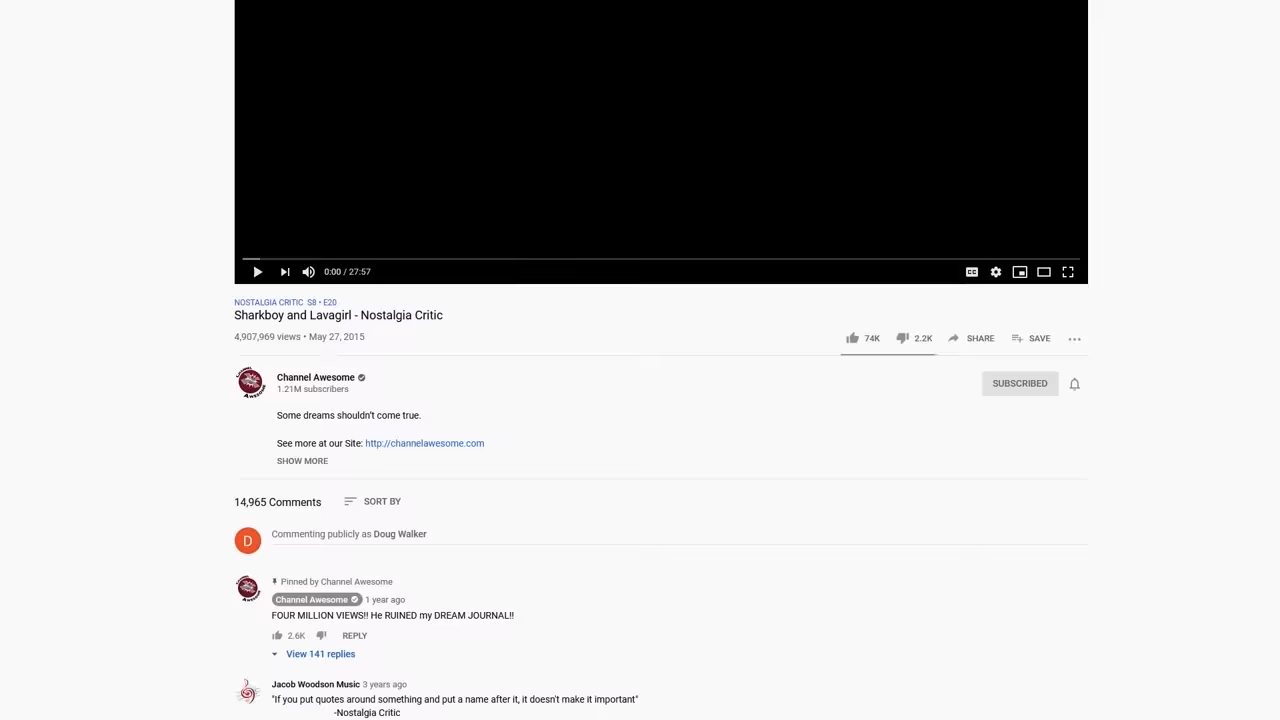 0:00 / 27:57
NOSTALGIA CRITIC S8 • E20
Sharkboy and Lavagirl - Nostalgia Critic
4,907,969 views • May 27, 2015
74K 2.2K SHARE SAVE
Channel Awesome
1.21M subscribers
SUBSCRIBED
Some dreams shouldn't come true.
See more at our Site: http://channelawesome.com
SHOW MORE
14,965 Comments SORT BY
D Commenting publicly as Doug Walker
Pinned by Channel Awesome
Channel Awesome 1 year ago
FOUR MILLION VIEWS!! He RUINED my DREAM JOURNAL!!
2.6K REPLY
View 141 replies
Jacob Woodson Music 3 years ago
"If you put quotes around something and put a name after it, it doesn't make it important"
-Nostalgia Critic